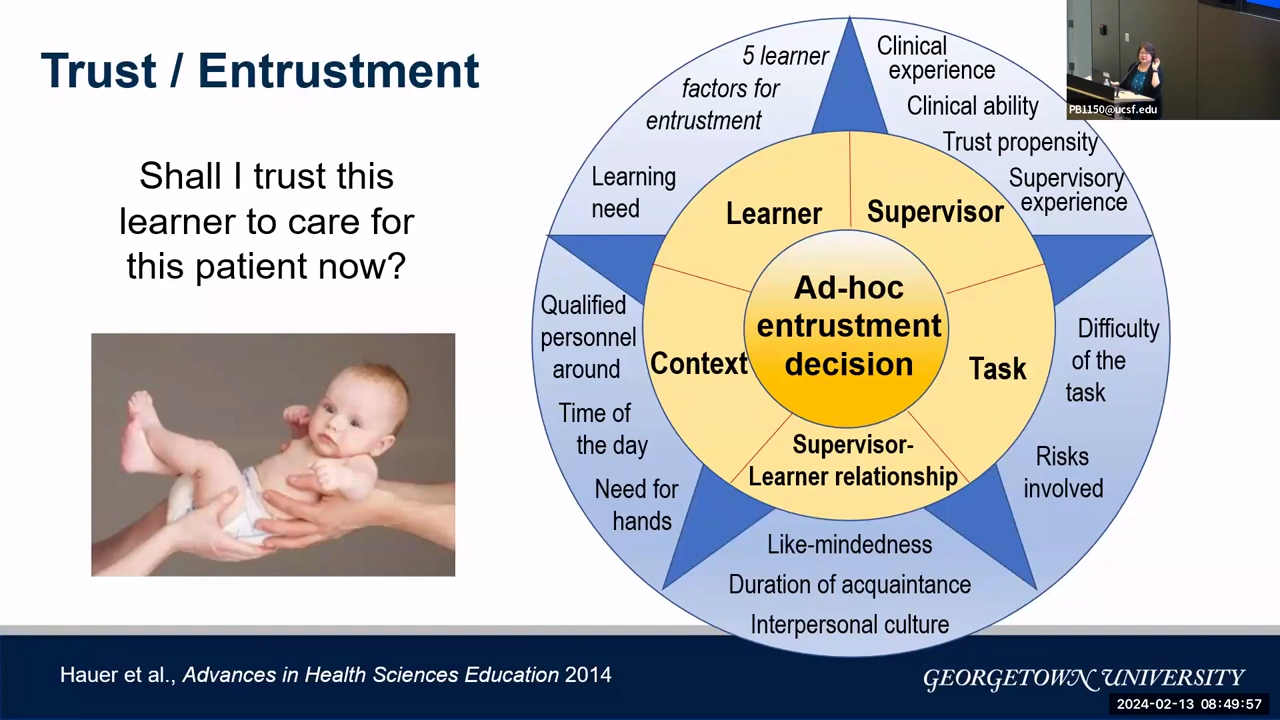 Trust / Entrustment
Shall I trust this
learner to care for
this patient now?
5 learner
factors for
entrustment
Learning
need
Clinical
experience
Clinical ability
Trust propensity
Supervisory
experience
Learner
Supervisor
Ad-hoc
entrustment
decision
Context
Task
Supervisor-
Learner relationship
Qualified
personnel
around
Time of
the day
Need for
hands
Difficulty
of the
task
Risks
involved
Like-mindedness
Duration of acquaintance
Interpersonal culture
PB1150@ucsf.edu
Hauer et al., Advances in Health Sciences Education 2014
GEORGETOWN UNIVERSITY
2024-02-13 08:49:57